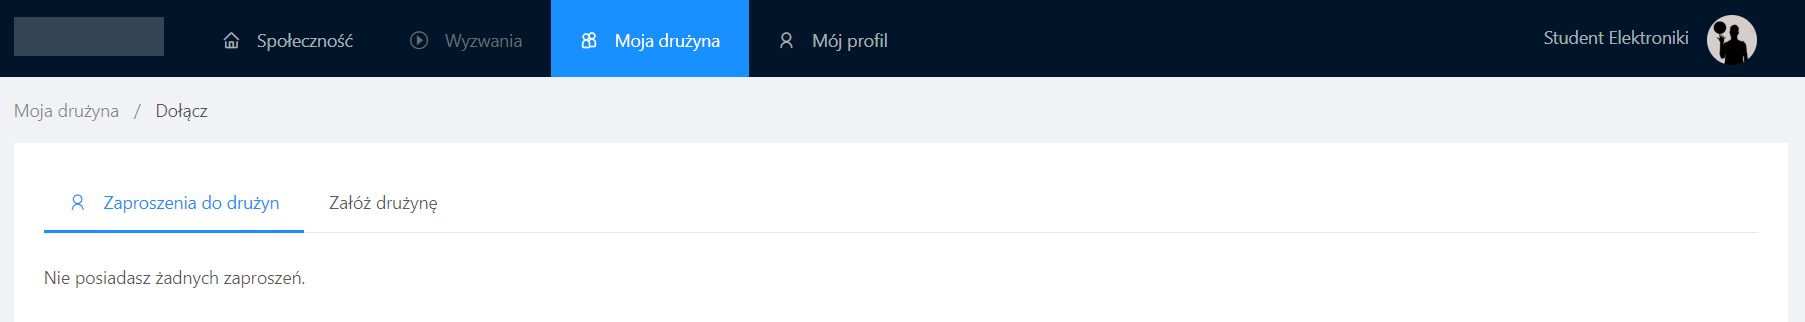 Społeczność Wyzwania Moja drużyna Mój profil Student Elektroniki
Moja drużyna / Dołącz
Zaproszenia do drużyn Załóż drużynę
Nie posiadasz żadnych zaproszeń.